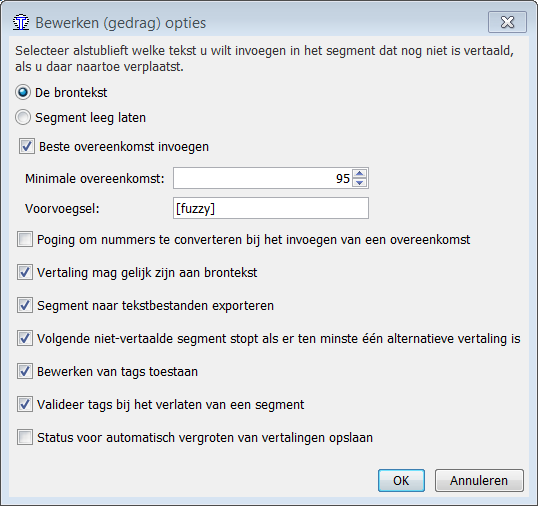 Bewerken (gedrag) opties
Selecteer alstublieft welke tekst u wilt invoegen in het segment dat nog niet is vertaald,
als u daar naartoe verplaatst.
De brontekst
Segment leeg laten
Beste overeenkomst invoegen
Minimale overeenkomst: 95
Voorvoegsel: [fuzzy]
Poging om nummers te converteren bij het invoegen van een overeenkomst
Vertaling mag gelijk zijn aan brontekst
Segment naar tekstbestanden exporteren
Volgende niet-vertaalde segment stopt als er ten minste één alternatieve vertaling is
Bewerken van tags toestaan
Valideer tags bij het verlaten van een segment
Status voor automatisch vergroten van vertalingen opslaan
OK Annuleren